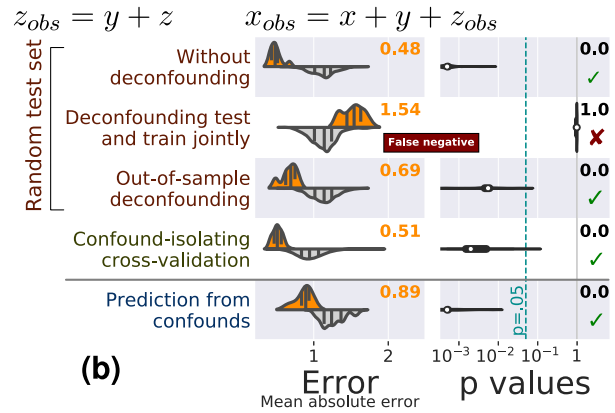 z_obs = y + z    x_obs = x + y + z_obs
Random test set
Without deconfounding 0.48 0.0 ✓
Deconfounding test and train jointly 1.54 False negative 1.0 ✘
Out-of-sample deconfounding 0.69 0.0 ✓
Confound-isolating cross-validation 0.51 0.0 ✓
Prediction from confounds 0.89 p=.05 0.0 ✓
1 2 10⁻³ 10⁻² 10⁻¹ 1
(b) Error p values
Mean absolute error